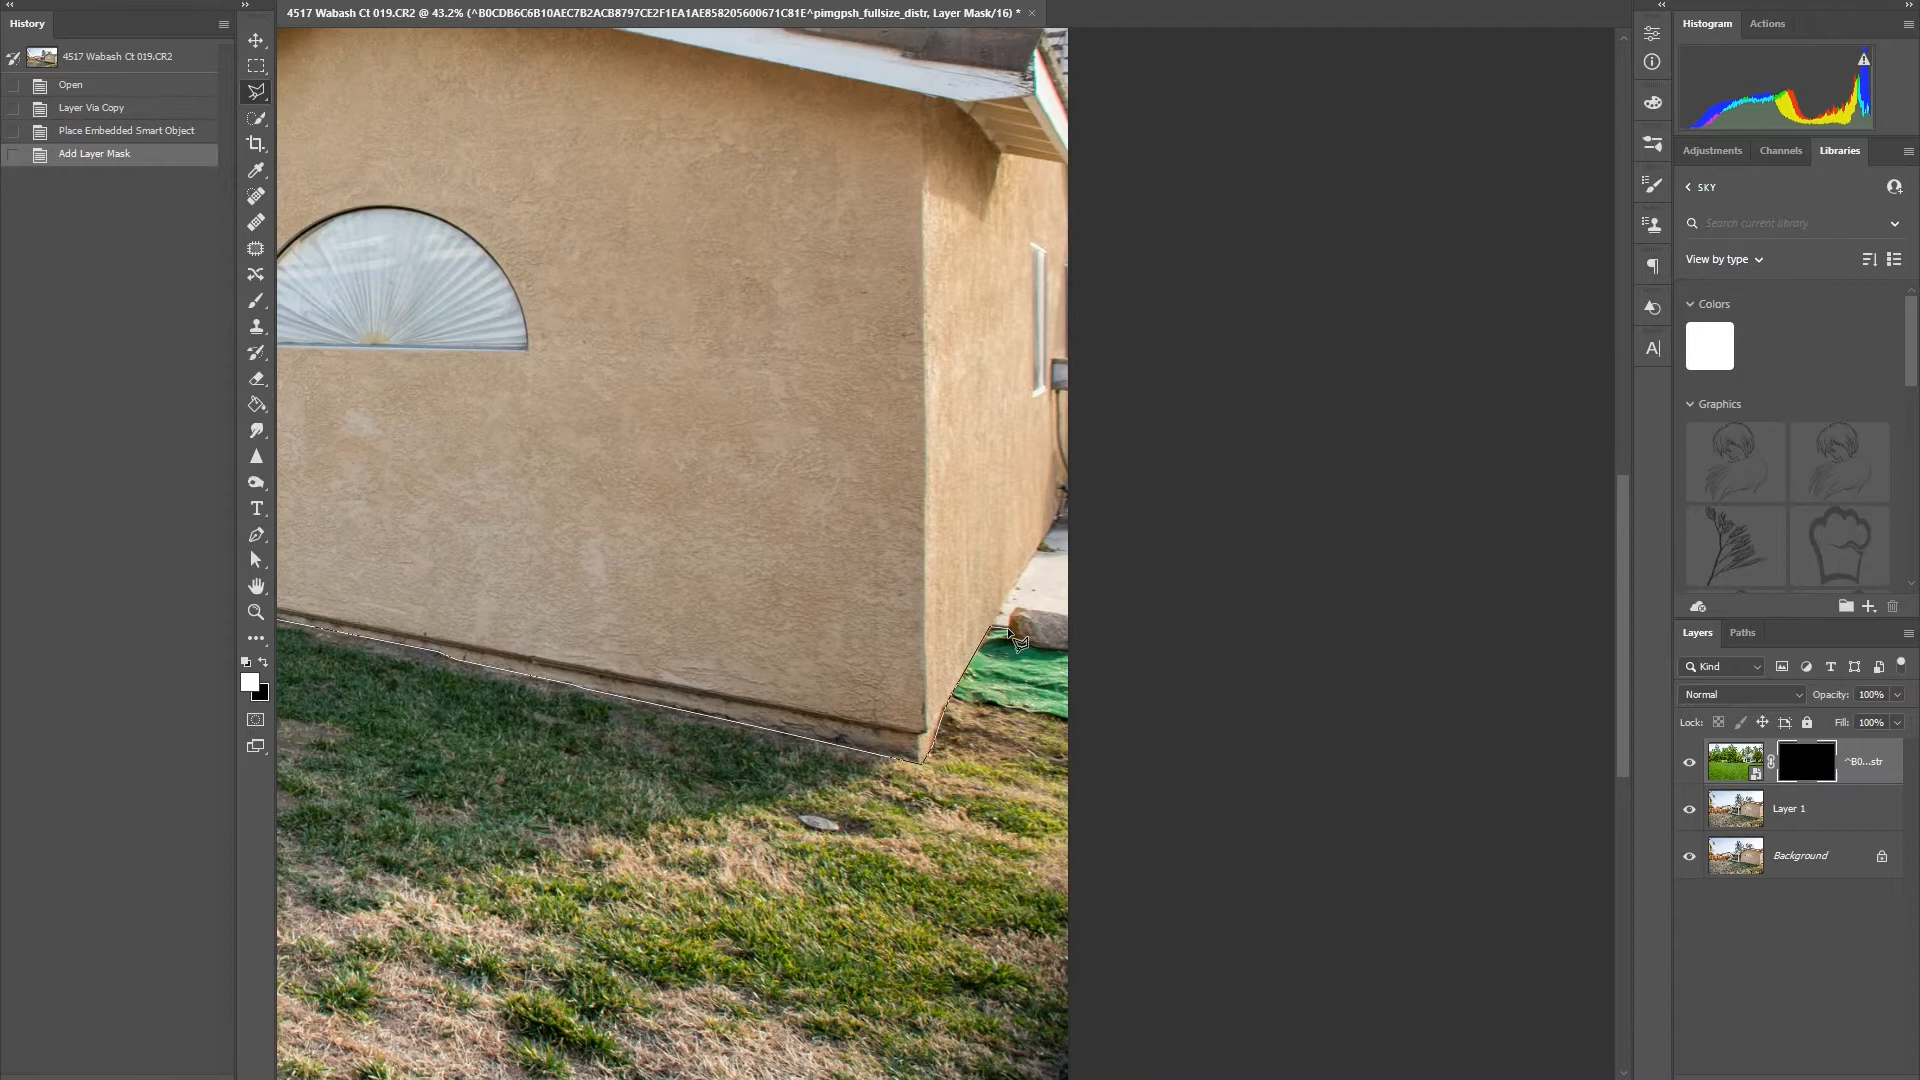 4517 Wabash Ct 019.CR2 @ 43.2% (^B0CDB6C6B10AEC7B2ACB8797CE2F1EA1AE858205600671C81E^pimgpsh_fullsize_distr, Layer Mask/16) *
History
4517 Wabash Ct 019.CR2
Open
Layer Via Copy
Place Embedded Smart Object
Add Layer Mask
Histogram
Actions
Adjustments
Channels
Libraries
SKY
Search current library
View by type
Colors
Graphics
Layers
Paths
Kind
Normal
Opacity: 100%
Lock:
Fill: 100%
^B0...str
Layer 1
Background